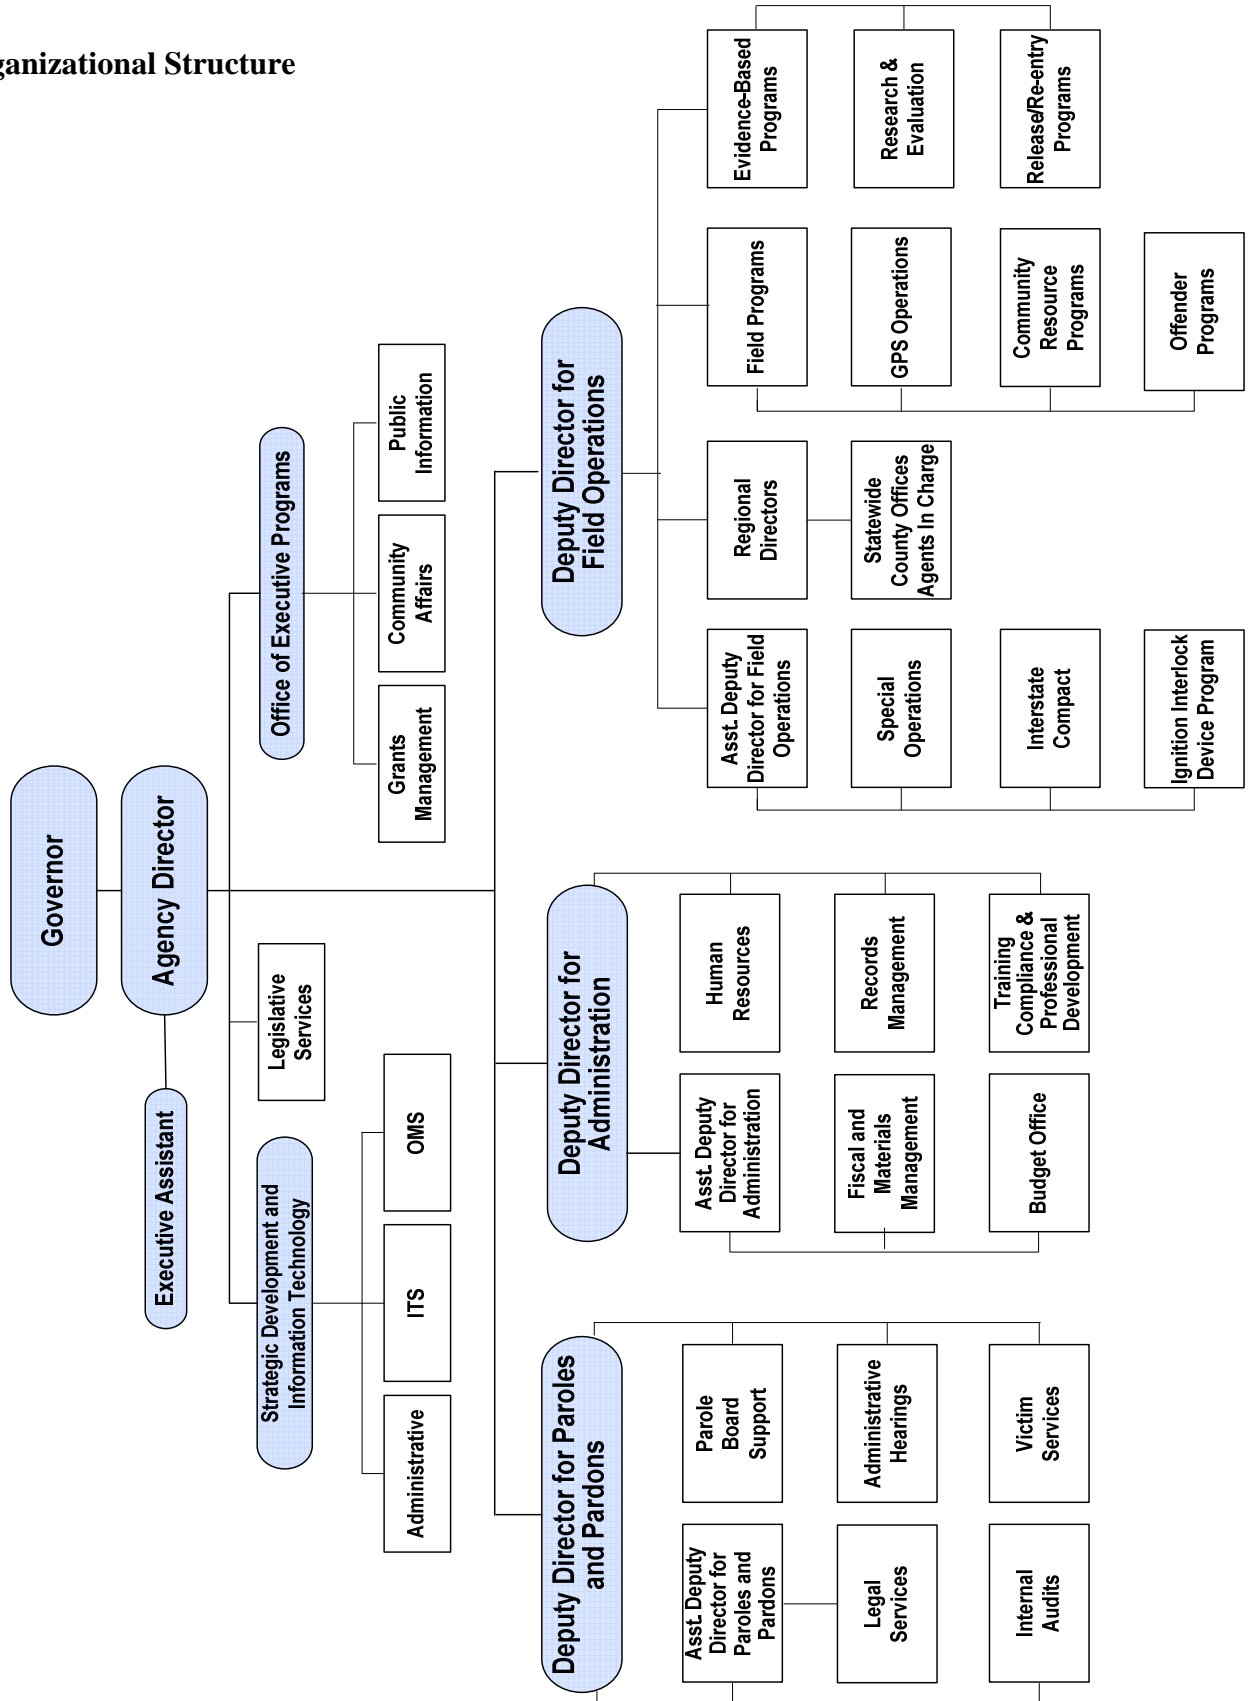 ganizational Structure
Governor
Agency Director
Executive Assistant
Strategic Development and
Information Technology
Legislative
Services
Office of Executive Programs
Administrative
ITS
OMS
Grants
Management
Community
Affairs
Public
Information
Deputy Director for Paroles
and Pardons
Deputy Director for
Administration
Deputy Director for
Field Operations
Asst. Deputy
Director for
Paroles and
Pardons
Parole
Board
Support
Legal
Services
Administrative
Hearings
Internal
Audits
Victim
Services
Asst. Deputy
Director for
Administration
Human
Resources
Fiscal and
Materials
Management
Records
Management
Budget Office
Training
Compliance &
Professional
Development
Asst. Deputy
Director for Field
Operations
Regional
Directors
Field Programs
Evidence-Based
Programs
Special
Operations
Statewide
County Offices
Agents In Charge
GPS Operations
Research &
Evaluation
Interstate
Compact
Community
Resource
Programs
Release/Re-entry
Programs
Ignition Interlock
Device Program
Offender
Programs